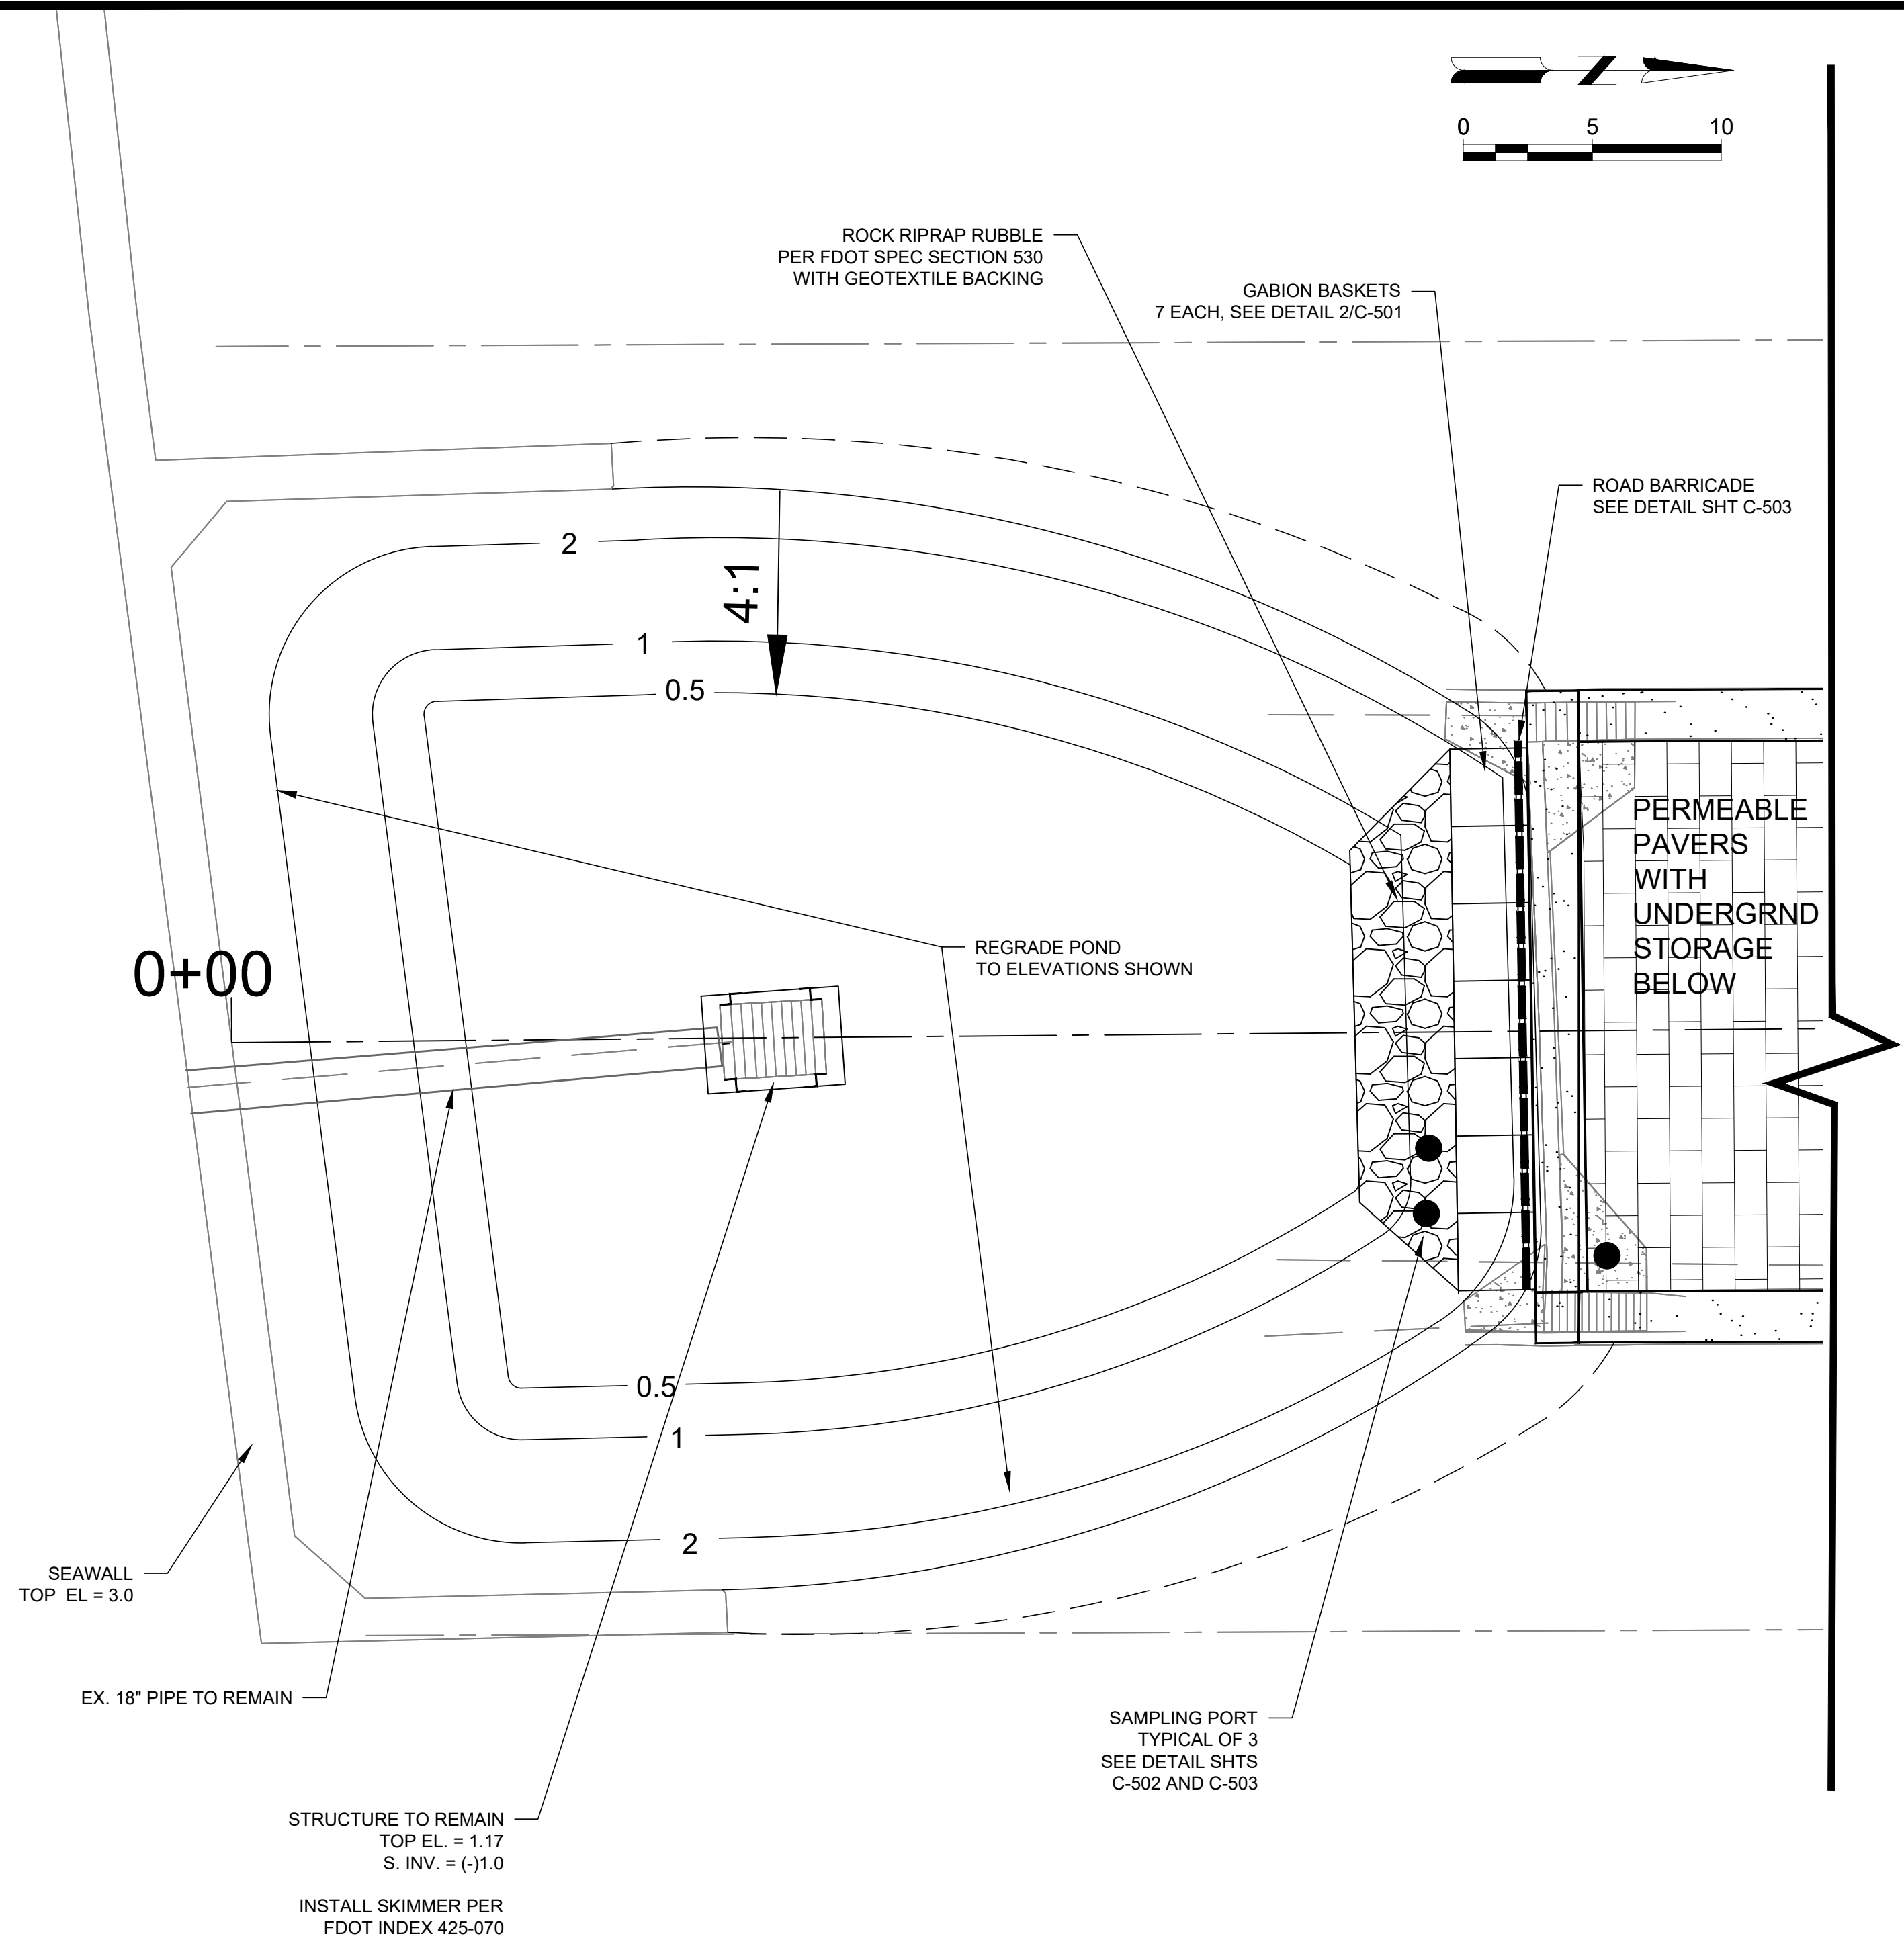 N
0 5 10
ROCK RIPRAP RUBBLE
PER FDOT SPEC SECTION 530
WITH GEOTEXTILE BACKING
GABION BASKETS
7 EACH, SEE DETAIL 2/C-501
ROAD BARRICADE
SEE DETAIL SHT C-503
2
4:1
1
0.5
PERMEABLE
PAVERS
WITH
UNDERGRND
STORAGE
BELOW
REGRADE POND
TO ELEVATIONS SHOWN
0+00
0.5
1
2
SEAWALL
TOP EL = 3.0
EX. 18" PIPE TO REMAIN
SAMPLING PORT
TYPICAL OF 3
SEE DETAIL SHTS
C-502 AND C-503
STRUCTURE TO REMAIN
TOP EL. = 1.17
S. INV. = (-)1.0
INSTALL SKIMMER PER
FDOT INDEX 425-070